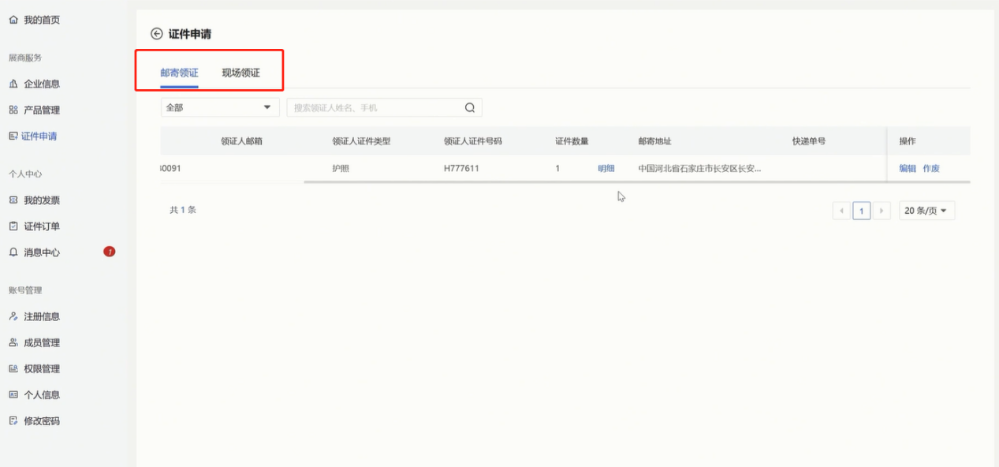 我的首页
展商服务
企业信息
产品管理
证件申请
个人中心
我的发票
证件订单
消息中心 1
账号管理
注册信息
成员管理
权限管理
个人信息
修改密码
证件申请
邮寄领证 现场领证
全部 搜索领证人姓名、手机
领证人邮箱 领证人证件类型 领证人证件号码 证件数量 邮寄地址 快递单号 操作
0091 护照 H777611 1 明细 中国河北省石家庄市长安区长安... 编辑 作废
共 1 条 1 20 条/页